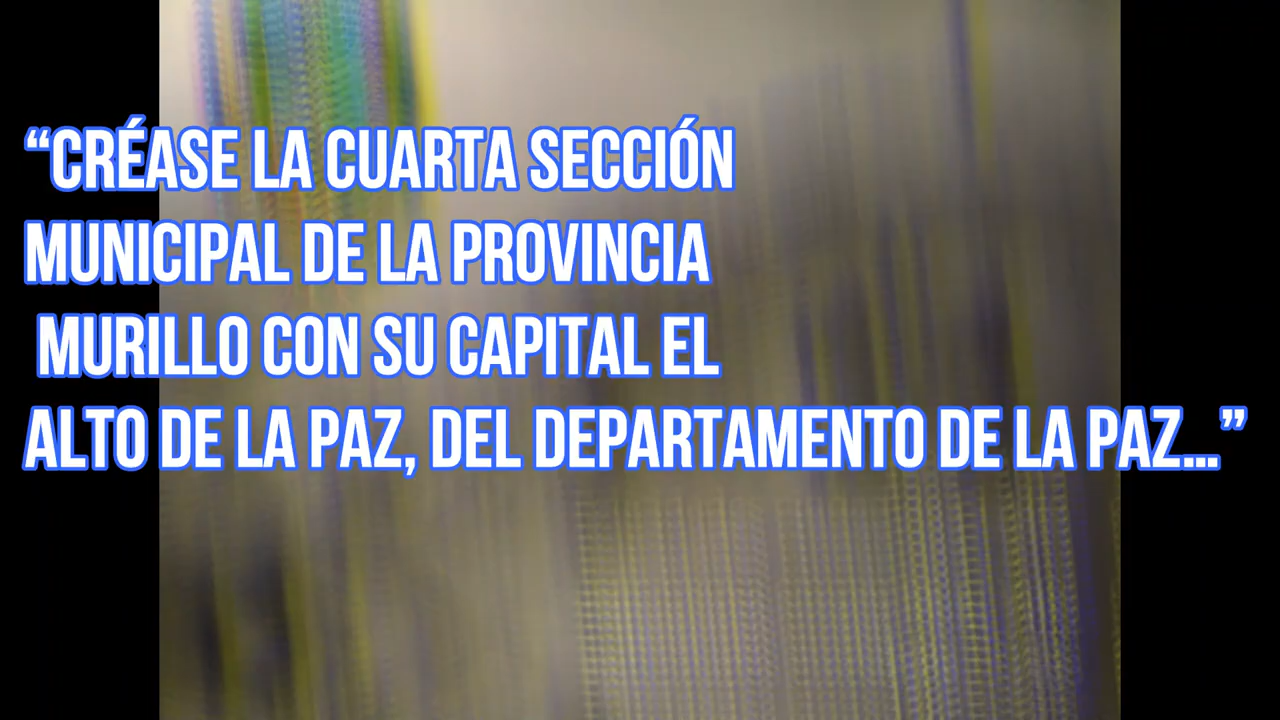 “CRÉASE LA CUARTA SECCIÓN
MUNICIPAL DE LA PROVINCIA
MURILLO CON SU CAPITAL EL
ALTO DE LA PAZ, DEL DEPARTAMENTO DE LA PAZ...”